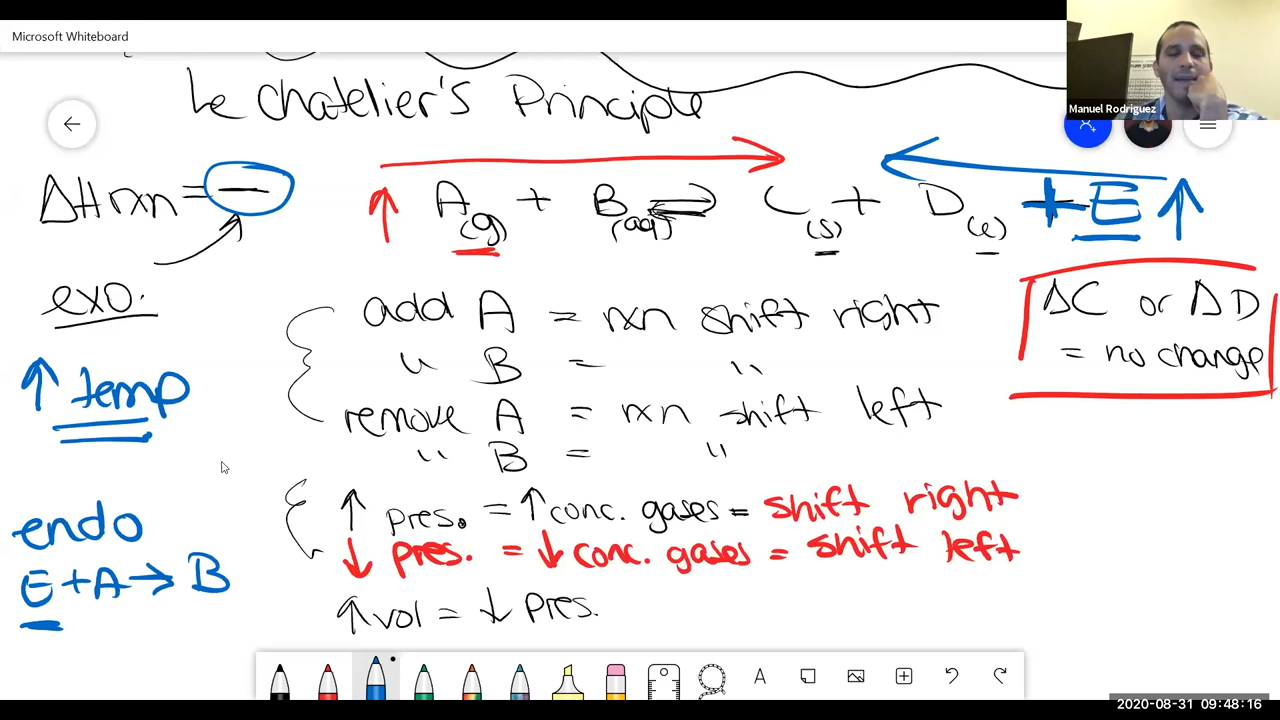 Microsoft Whiteboard
Manuel Rodriguez
Le Chatelier's Principle
ΔH rxn = −
↑ A(g) + B(aq) ⇌ C(s) + D(ℓ) + E ↑
exo.
add A = rxn shift right
" B = "
remove A = rxn shift left
" B = "
ΔC or ΔD
= no change
↑ temp
↑ pres. = ↑ conc. gases = shift right
↓ pres. = ↓ conc. gases = shift left
↑ vol = ↓ pres.
endo
E + A → B
A
2020-08-31 09:48:16